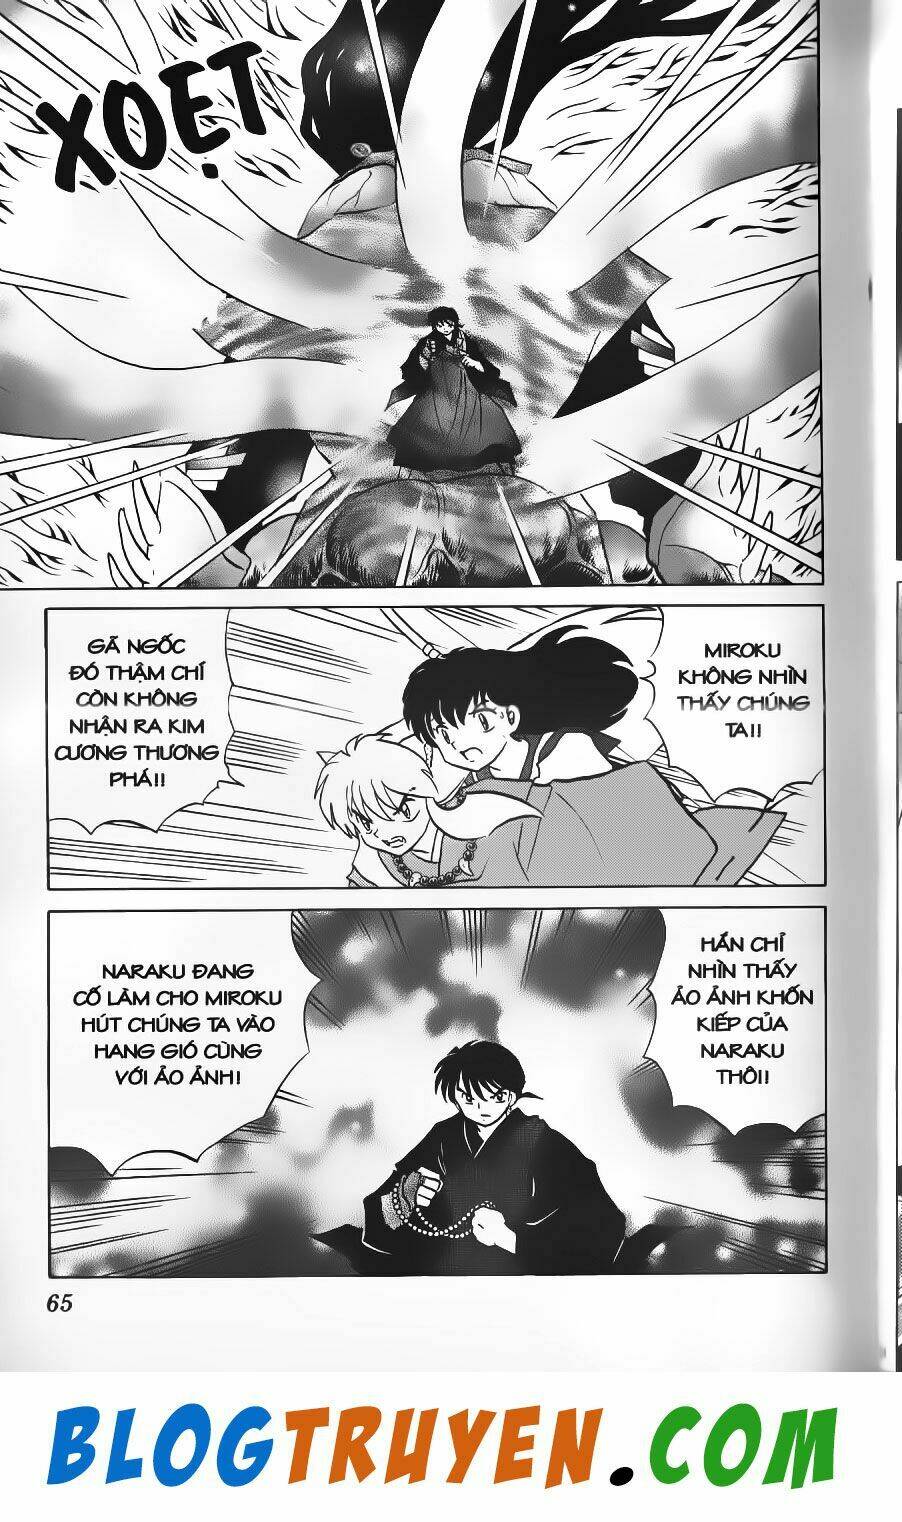 XOẸT
MIROKU
KHÔNG NHÌN
THẤY CHÚNG
TA!!
GÃ NGỐC
ĐÓ THẬM CHÍ
CÒN KHÔNG
NHẬN RA KIM
CƯƠNG THƯƠNG
PHÁ!!
HẮN CHỈ
NHÌN THẤY
ẢO ẢNH KHỐN
KIẾP CỦA
NARAKU
THÔI!!
NARAKU ĐANG
CỐ LÀM CHO MIROKU
HÚT CHÚNG TA VÀO
HANG GIÓ CÙNG
VỚI ẢO ẢNH!
65
BLOGTRUYEN.COM